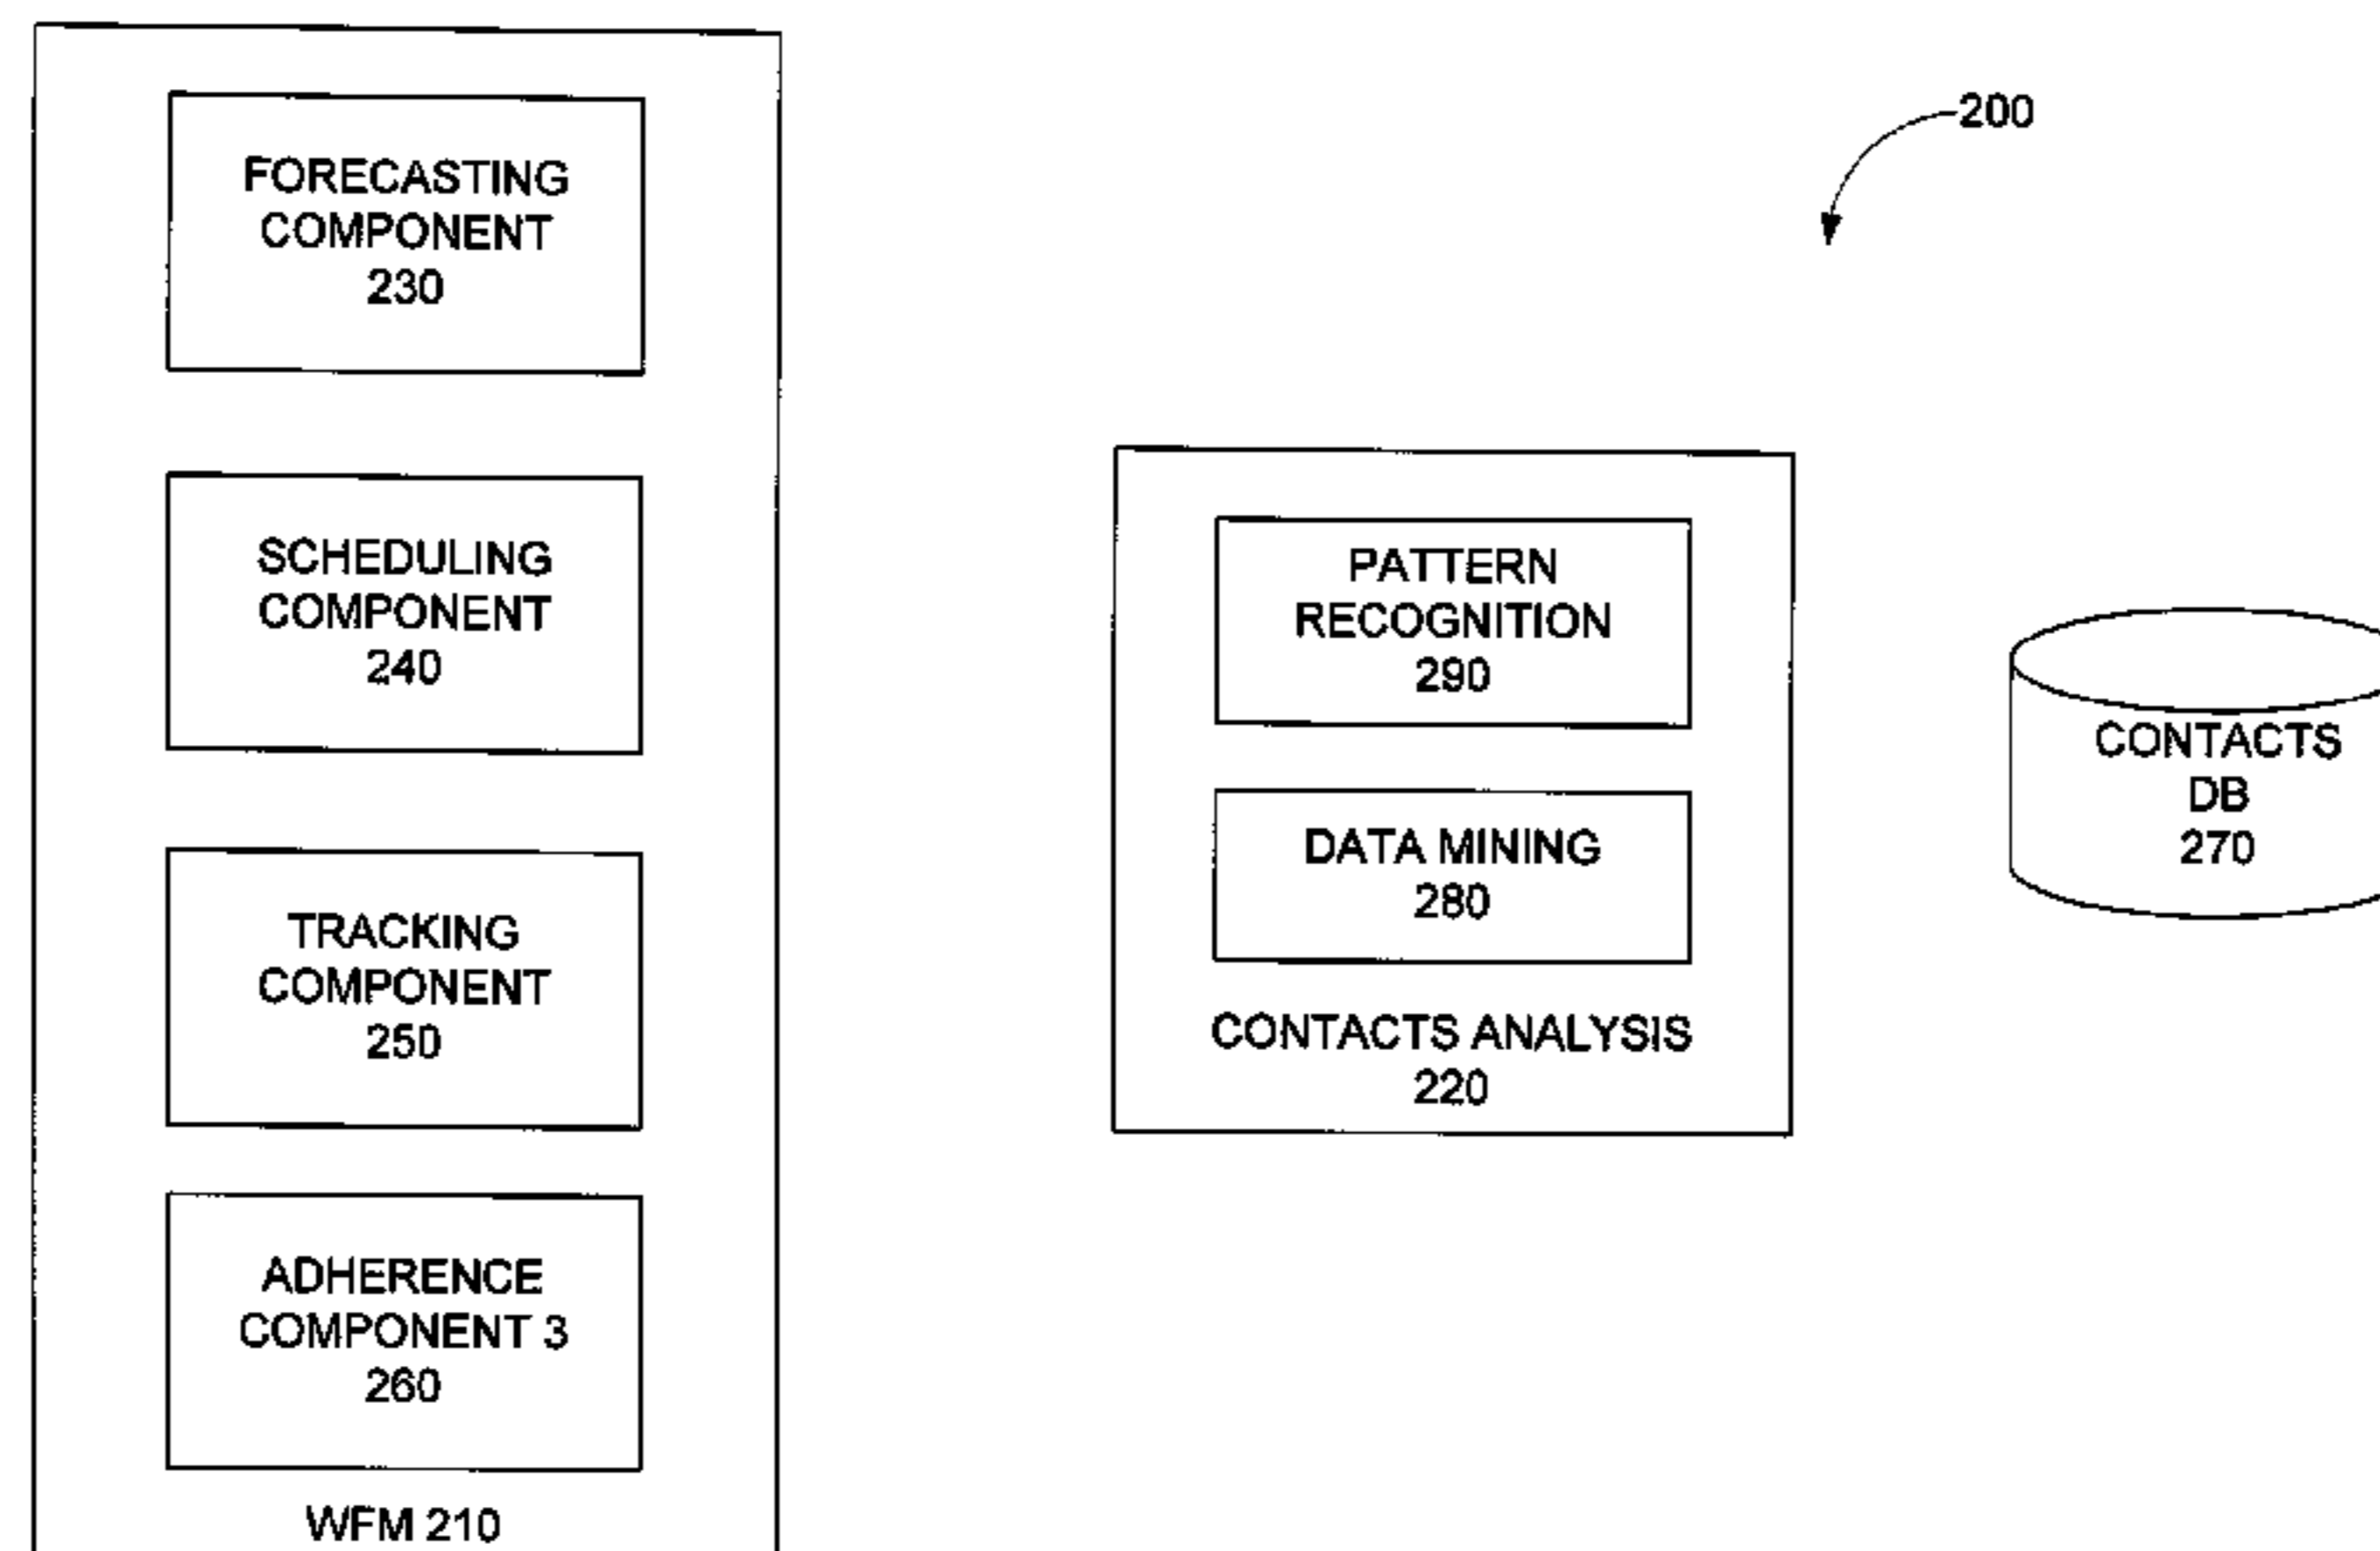 FORECASTING
COMPONENT
230
SCHEDULING
COMPONENT
240
TRACKING
COMPONENT
250
ADHERENCE
COMPONENT 3
260
WFM 210
200
PATTERN
RECOGNITION
290
DATA MINING
280
CONTACTS ANALYSIS
220
CONTACTS
DB
270